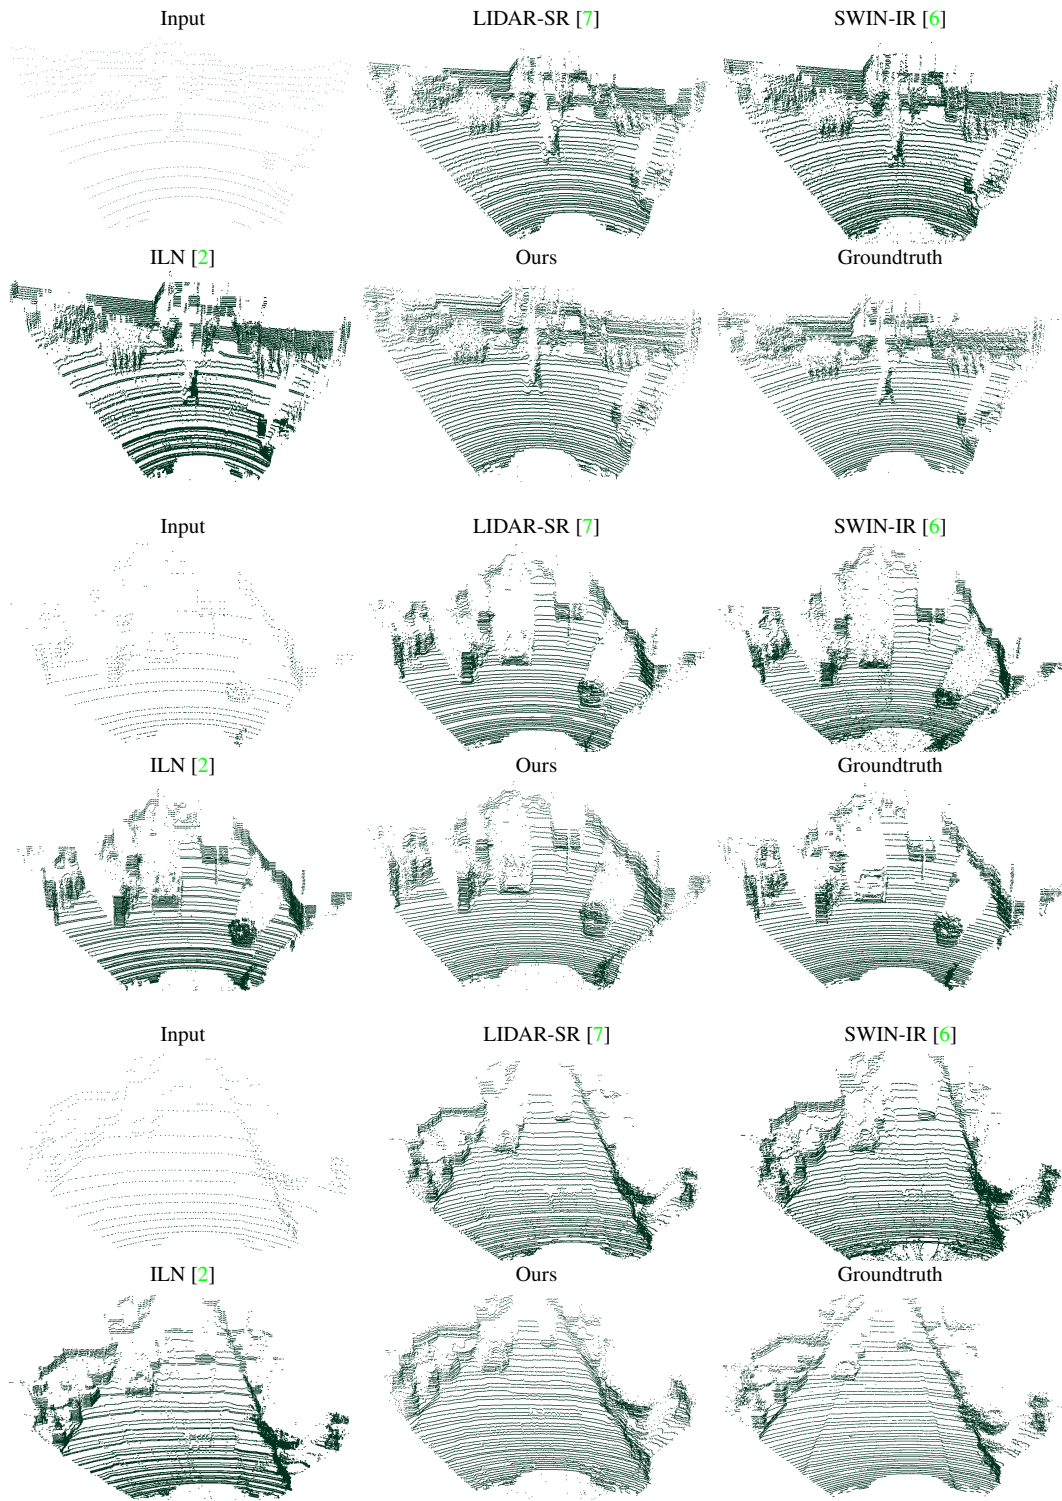 Input LIDAR-SR [7] SWIN-IR [6]
ILN [2] Ours Groundtruth
Input LIDAR-SR [7] SWIN-IR [6]
ILN [2] Ours Groundtruth
Input LIDAR-SR [7] SWIN-IR [6]
ILN [2] Ours Groundtruth